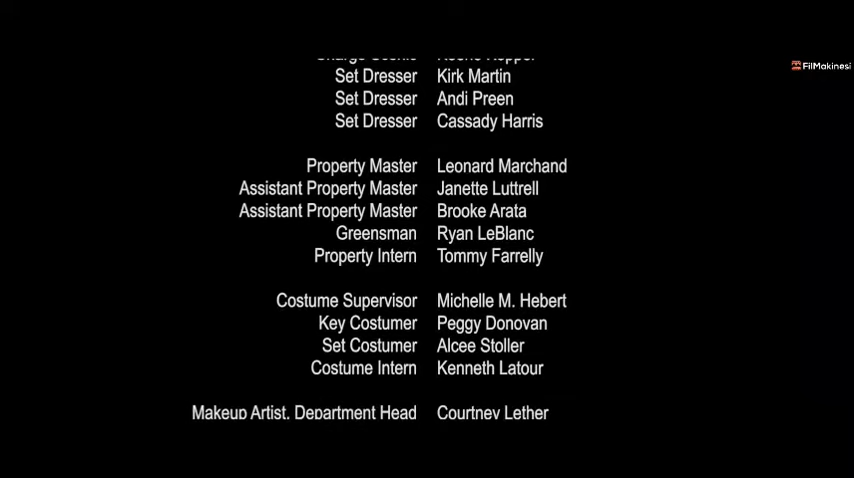 Set Dresser Kirk Martin
FilMakinesi
Set Dresser Andi Preen
Set Dresser Cassady Harris
Property Master Leonard Marchand
Assistant Property Master Janette Luttrell
Assistant Property Master Brooke Arata
Greensman Ryan LeBlanc
Property Intern Tommy Farrelly
Costume Supervisor Michelle M. Hebert
Key Costumer Peggy Donovan
Set Costumer Alcee Stoller
Costume Intern Kenneth Latour
Makeup Artist, Department Head Courtney Lether